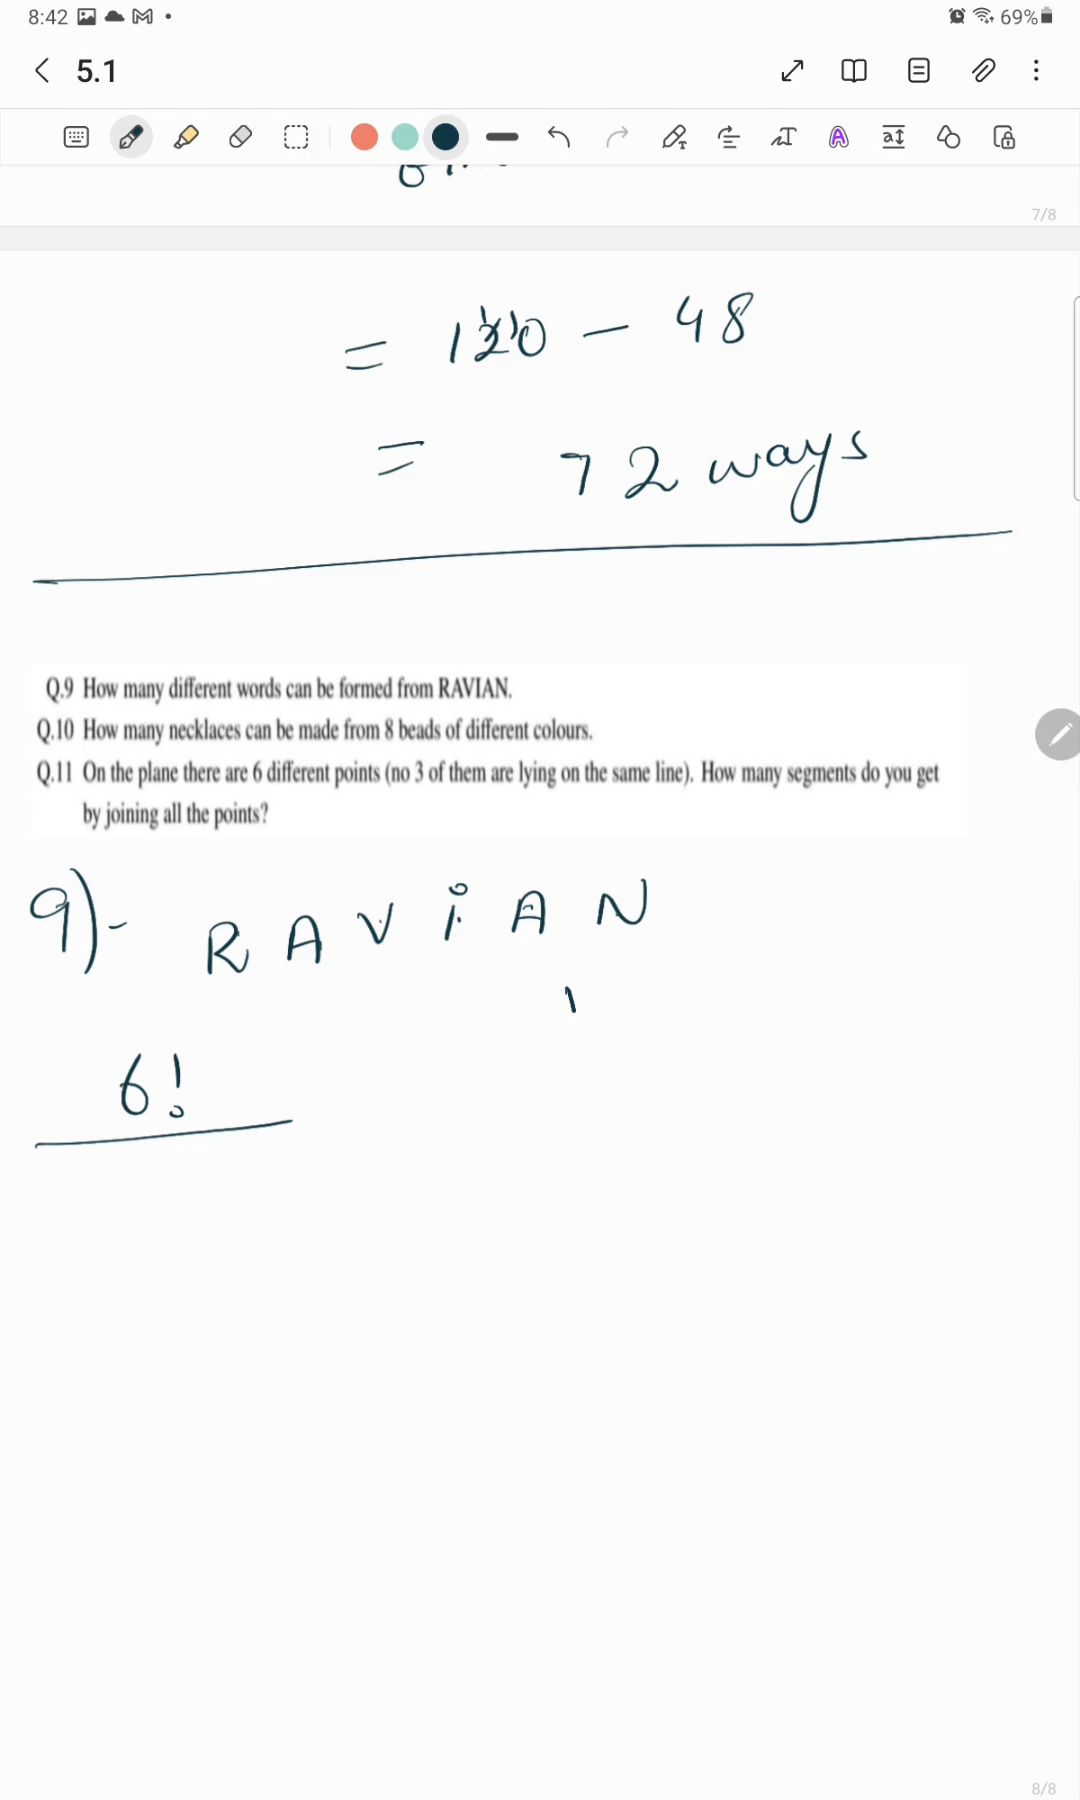 8:42
69%
5.1
7/8
= 120 - 48
= 72 ways
Q.9 How many different words can be formed from RAVIAN.
Q.10 How many necklaces can be made from 8 beads of different colours.
Q.11 On the plane there are 6 different points (no 3 of them are lying on the same line). How many segments do you get
by joining all the points?
9)- R A V i A N
6!
8/8